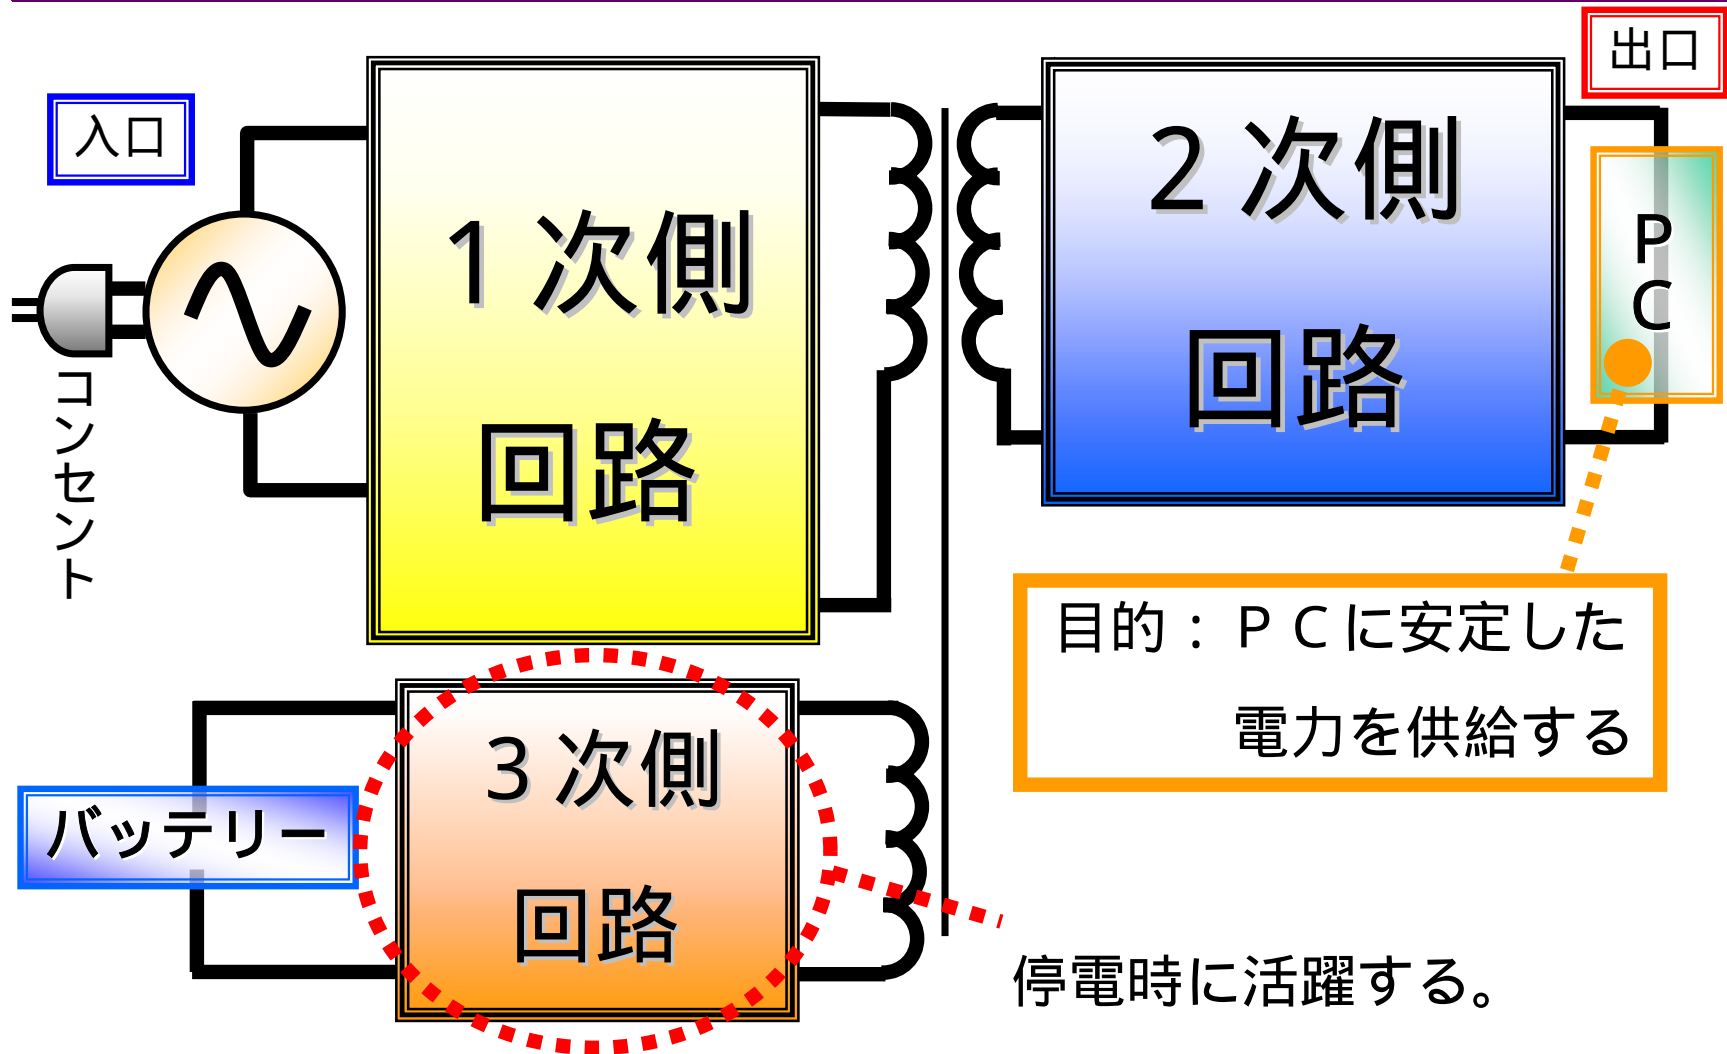 出口
入口
１次側
回路
２次側
回路
ＰＣ
コンセント
目的：ＰＣに安定した
電力を供給する
３次側
回路
バッテリー
停電時に活躍する。